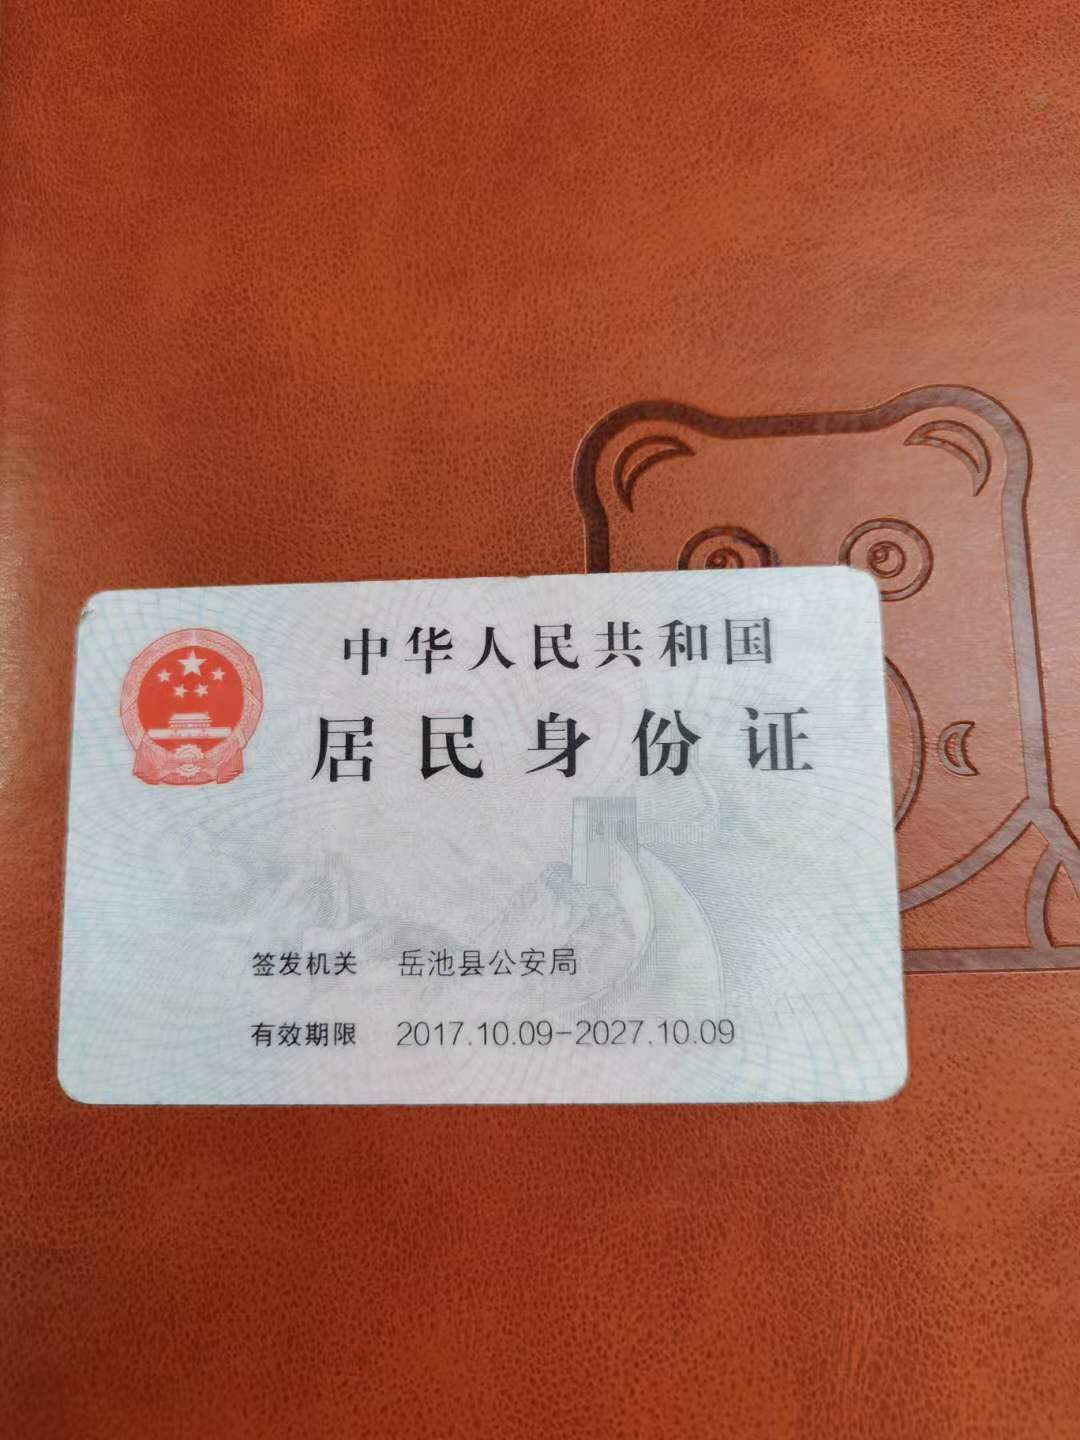 中华人民共和国
居民身份证
签发机关 岳池县公安局
有效期限 2017.10.09-2027.10.09